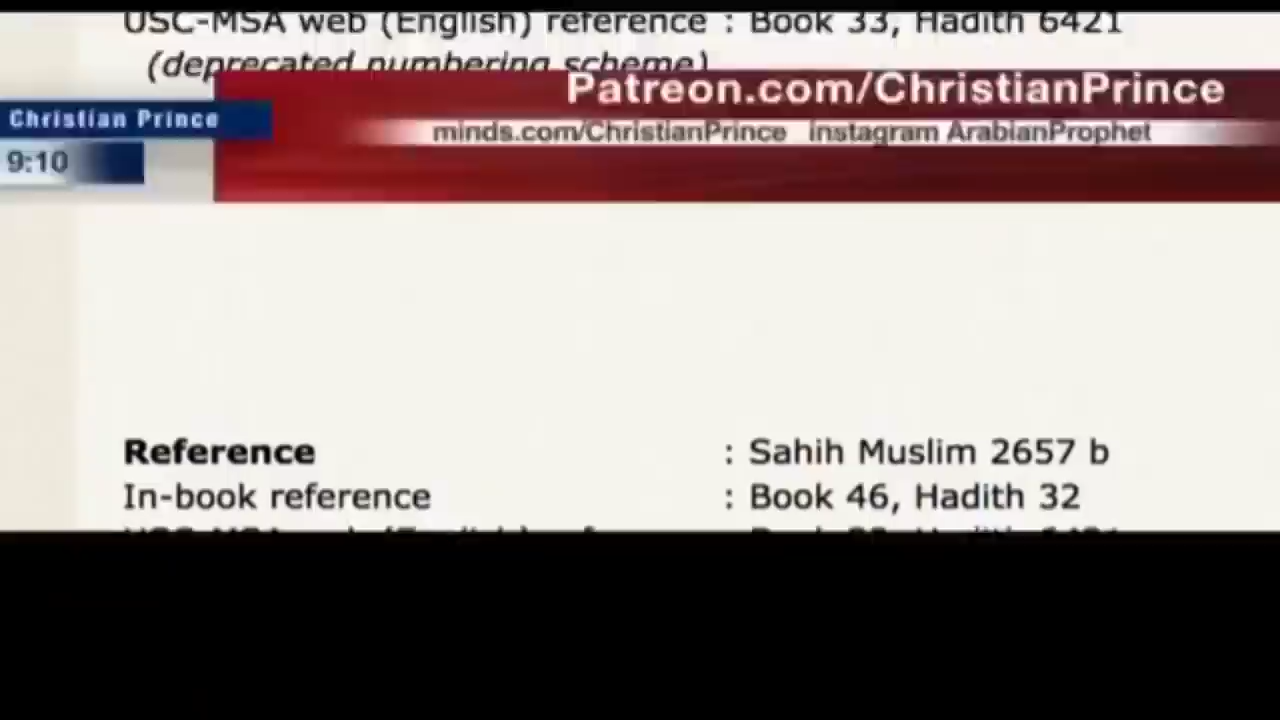 USC-MSA web (English) reference : Book 33, Hadith 6421
(deprecated numbering scheme)
Patreon.com/ChristianPrince
Christian Prince
minds.com/ChristianPrince instagram ArabianProphet
9:10
Reference : Sahih Muslim 2657 b
In-book reference : Book 46, Hadith 32